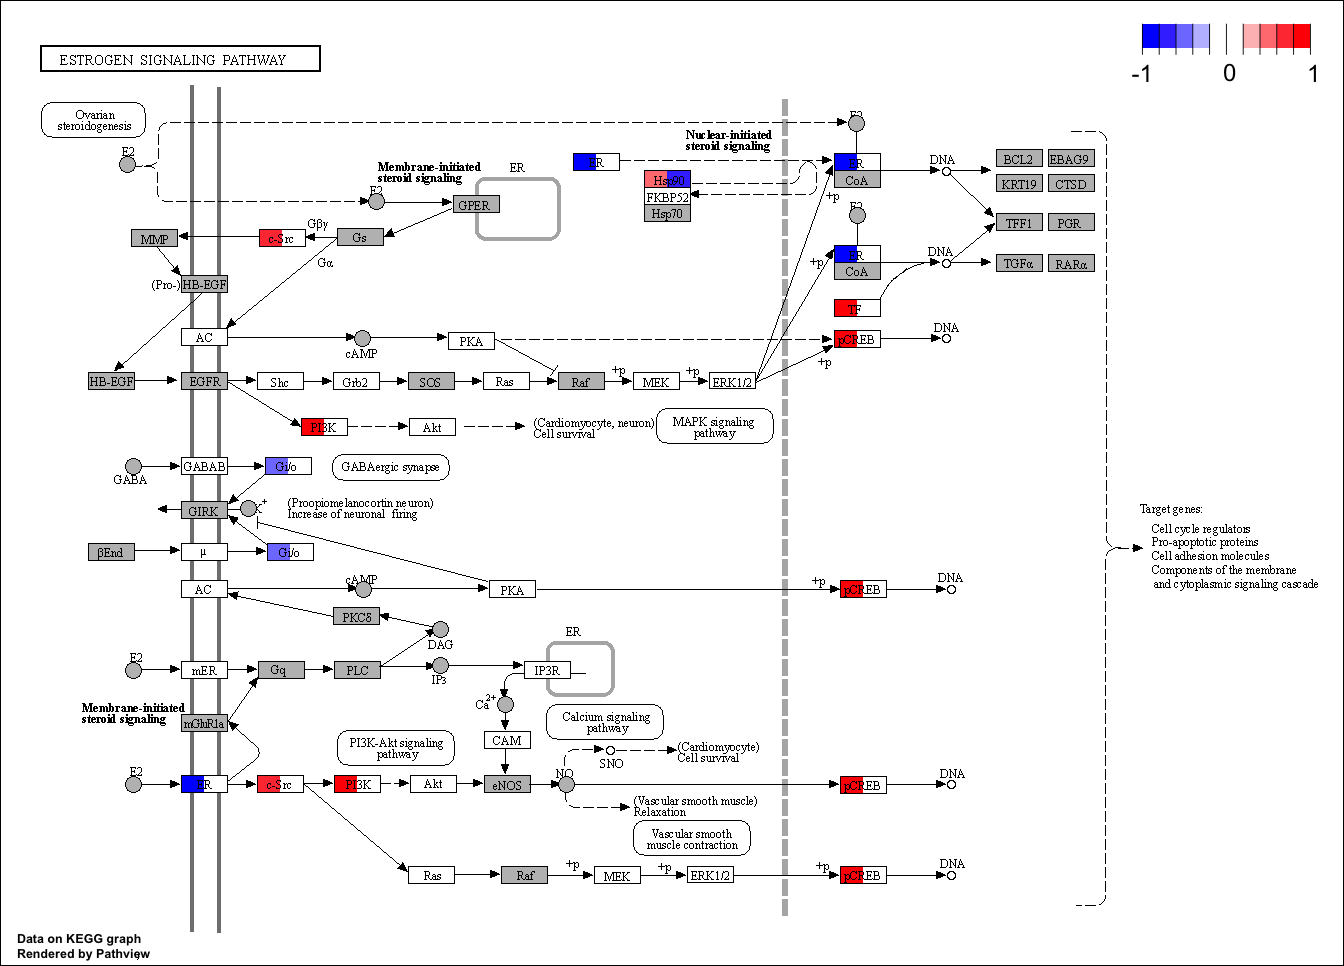 ESTROGEN SIGNALING PATHWAY
-1 0 1
Ovarian
steroidogenesis
E2
E2
Nuclear-initiated
steroid signaling
Membrane-initiated
steroid signaling
ER
ER
ER
DNA
BCL2 EBAG9
E2
GPER
Hsp90
CoA
KRT19 CTSD
FKBP52
Hsp70
+p
E2
MMP
c-Src
Gβγ
Gs
TFF1 PGR
Gα
ER
+p
CoA
DNA
TGFα RARα
(Pro-) HB-EGF
TF
AC
cAMP
PKA
pCREB
DNA
+p
HB-EGF
EGFR
Shc
Grb2
SOS
Ras
Raf
+p
MEK
+p
ERK1/2
PI3K
Akt
(Cardiomyocyte, neuron)
Cell survival
MAPK signaling
pathway
GABA
GABAB
Gi/o
GABAergic synapse
GIRK
K+
(Propiomelanocortin neuron)
Increase of neuronal firing
Target genes:
Cell cycle regulators
Pro-apoptotic proteins
Cell adhesion molecules
Components of the membrane
and cytoplasmic signaling cascade
βEnd
μ
Gi/o
AC
cAMP
PKA
+p
pCREB
DNA
PKCδ
DAG
ER
E2
mER
Gq
PLC
IP3
IP3R
Ca2+
Membrane-initiated
steroid signaling
mGluR1a
Calcium signaling
pathway
CAM
PI3K-Akt signaling
pathway
(Cardiomyocyte)
Cell survival
SNO
E2
ER
c-Src
PI3K
Akt
eNOS
NO
pCREB
DNA
(Vascular smooth muscle)
Relaxation
Vascular smooth
muscle contraction
Ras
Raf
+p
MEK
+p
ERK1/2
+p
pCREB
DNA
Data on KEGG graph
Rendered by Pathview